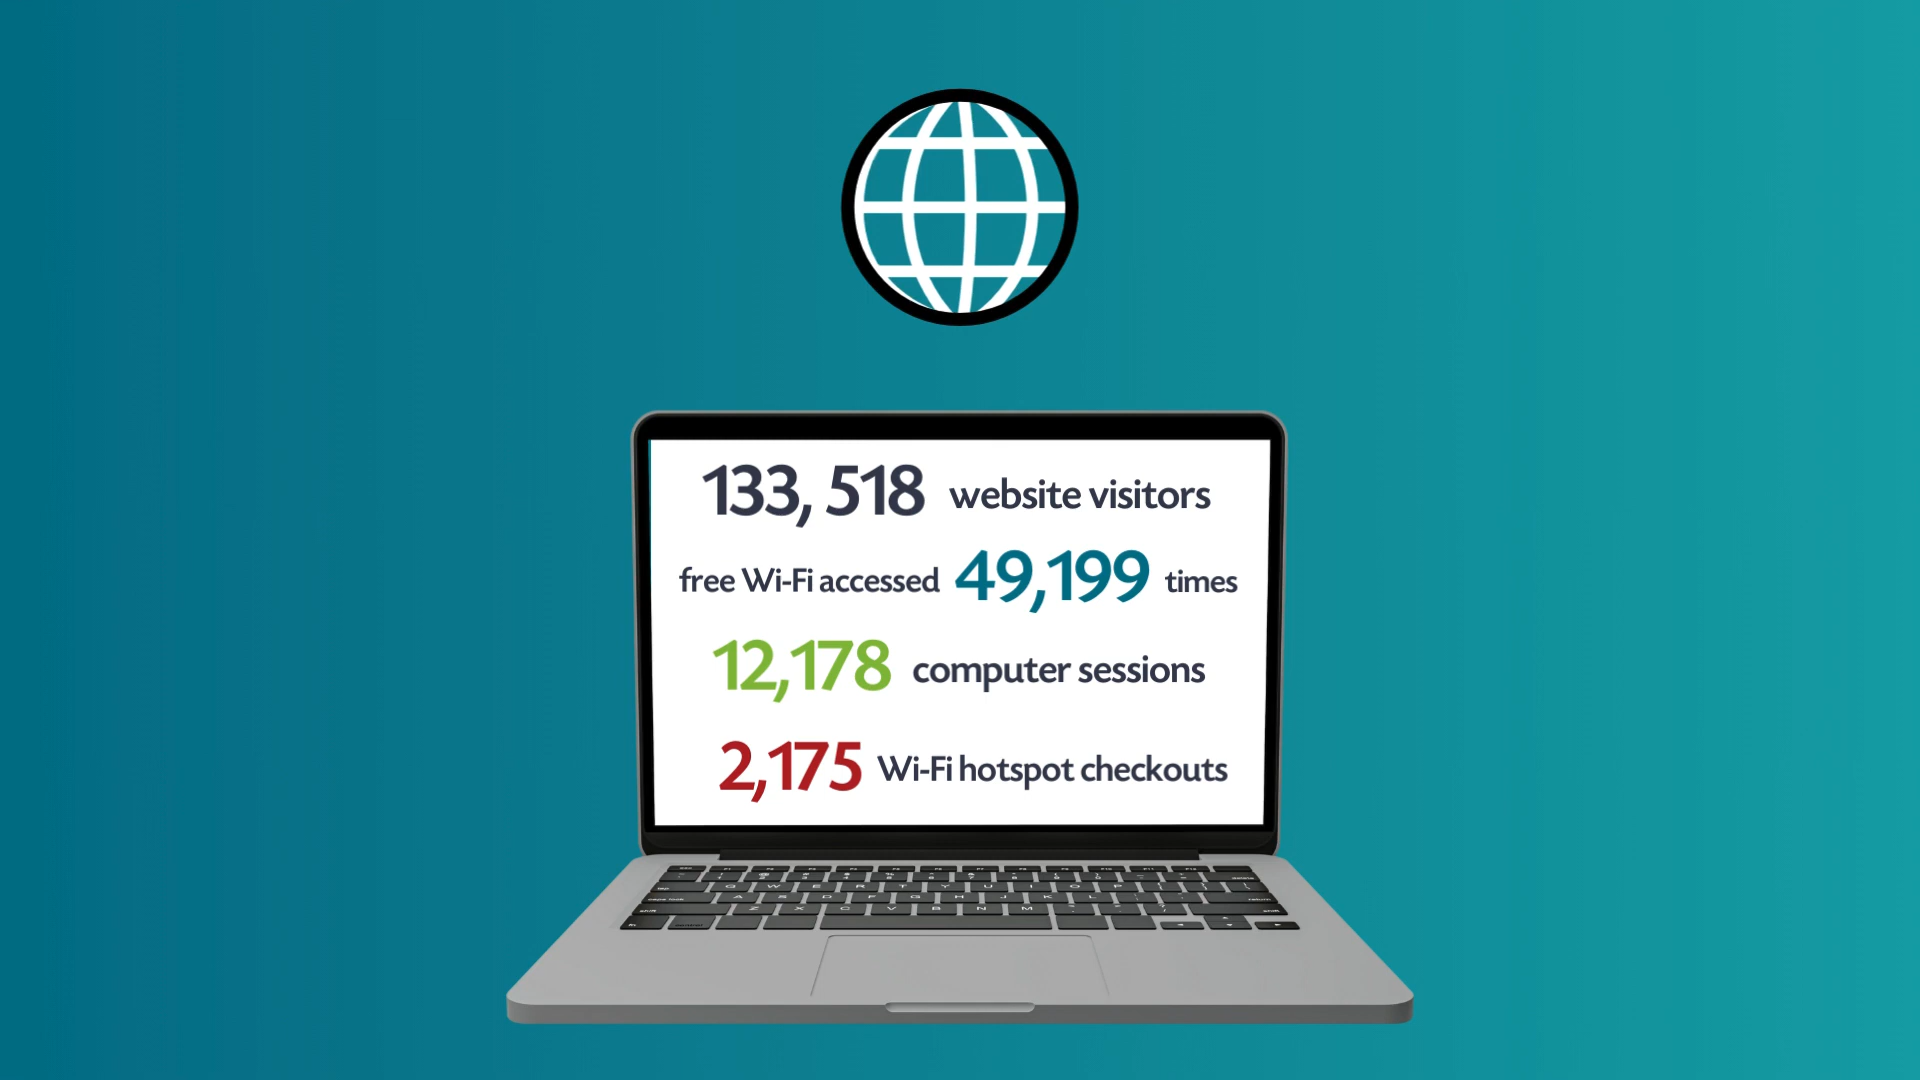 133, 518 website visitors
free Wi-Fi accessed 49,199 times
12,178 computer sessions
2,175 Wi-Fi hotspot checkouts
Q W E R T Y U I O P
A S D F G H J K L
Z X C V B N M